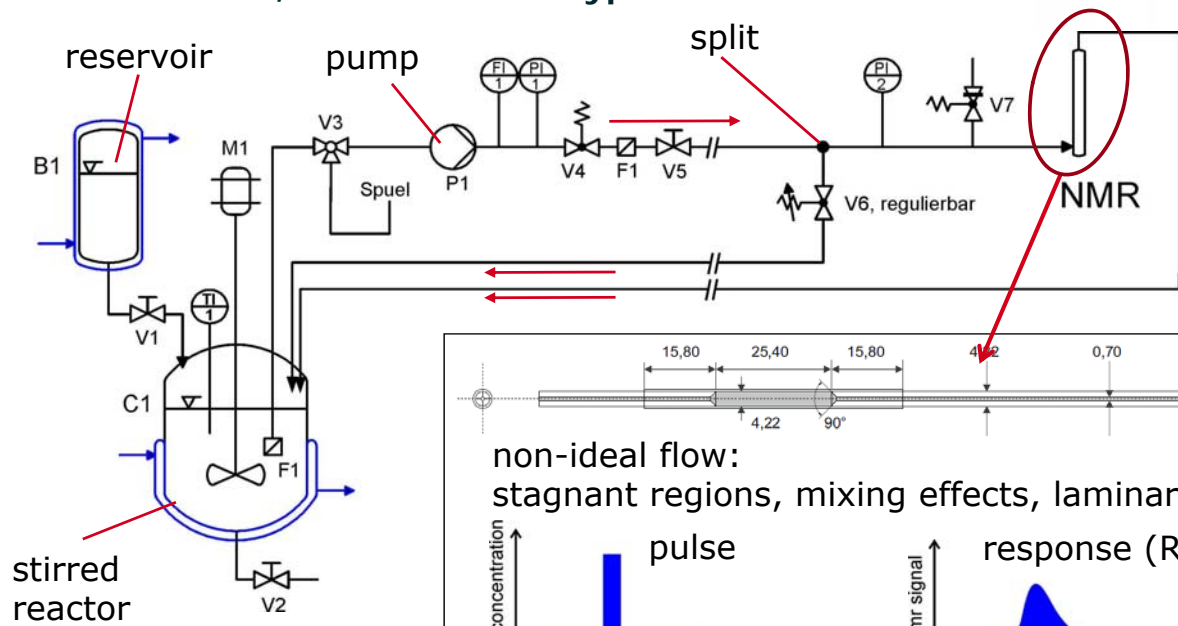 reservoir
pump
split
FI
1
PI
1
PI
2
V3
V7
M1
B1
P1
V4
F1
V5
Spuel
V6, regulierbar
NMR
TI
1
V1
15,80
25,40
15,80
0,70
C1
4,22
90°
F1
non-ideal flow:
stagnant regions, mixing effects, laminar
pulse
response (R
concentration
mr signal
stirred
reactor
V2